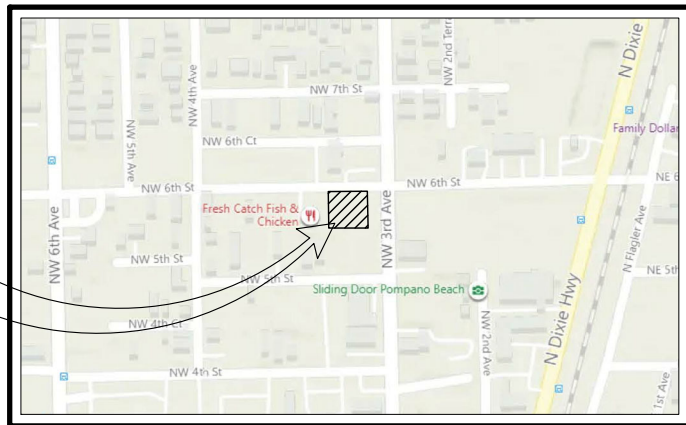 N Dixie
NW 2nd Terr
NW 4th Ave
NW 7th St
Family Dollar
NW 5th Ave
NW 6th Ct
NW 6th St
NW 6th St
NE 6
Fresh Catch Fish &
Chicken
NW 6th Ave
NW 3rd Ave
N Flagler Ave
NW 5th St
NW 5th St
NE 5th
Sliding Door Pompano Beach
NW 4th Ct
NW 2nd Ave
N Dixie Hwy
NW 4th St
1st Ave